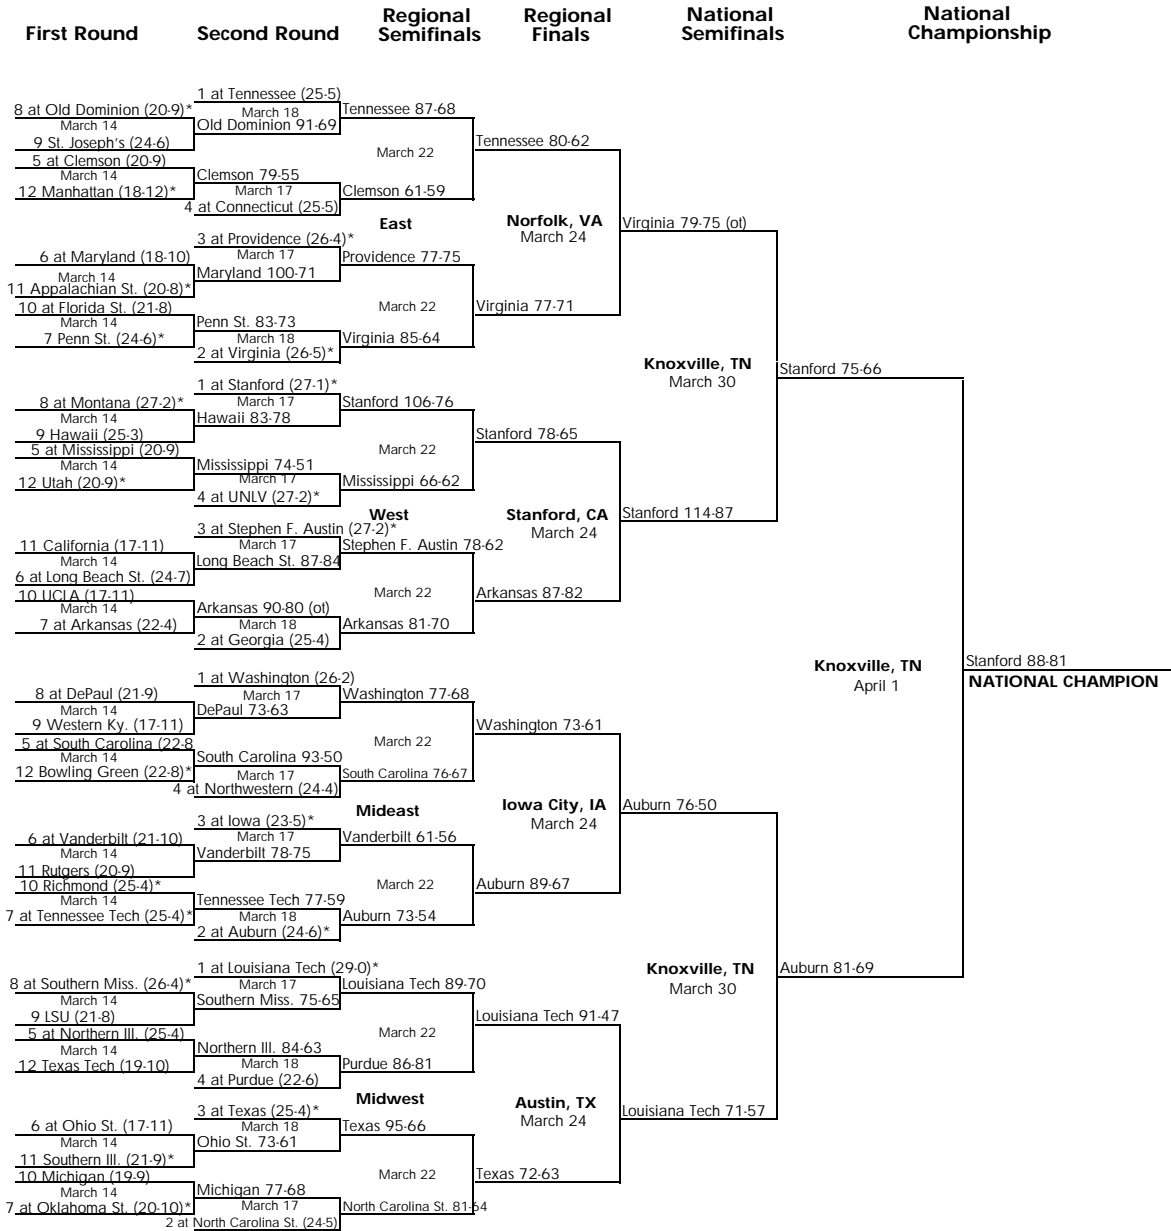 First Round
Second Round
Regional
Semifinals
Regional
Finals
National
Semifinals
National
Championship
1 at Tennessee (25-5)
8 at Old Dominion (20-9)*
March 18
Tennessee 87-68
March 14
Old Dominion 91-69
9 St. Joseph's (24-6)
March 22
Tennessee 80-62
5 at Clemson (20-9)
March 14
Clemson 79-55
12 Manhattan (18-12)*
March 17
Clemson 61-59
4 at Connecticut (25-5)
East
Norfolk, VA
March 24
Virginia 79-75 (ot)
3 at Providence (26-4)*
6 at Maryland (18-10)
March 17
Providence 77-75
March 14
Maryland 100-71
11 Appalachian St. (20-8)*
March 22
Virginia 77-71
10 at Florida St. (21-8)
March 14
Penn St. 83-73
7 Penn St. (24-6)*
March 18
Virginia 85-64
2 at Virginia (26-5)*
Knoxville, TN
March 30
Stanford 75-66
1 at Stanford (27-1)*
8 at Montana (27-2)*
March 17
Stanford 106-76
March 14
Hawaii 83-78
9 Hawaii (25-3)
March 22
Stanford 78-65
5 at Mississippi (20-9)
March 14
Mississippi 74-51
12 Utah (20-9)*
March 17
Mississippi 66-62
4 at UNLV (27-2)*
West
Stanford, CA
March 24
Stanford 114-87
3 at Stephen F. Austin (27-2)*
11 California (17-11)
March 17
Stephen F. Austin 78-62
March 14
Long Beach St. 87-84
6 at Long Beach St. (24-7)
March 22
Arkansas 87-82
10 UCLA (17-11)
March 14
Arkansas 90-80 (ot)
7 at Arkansas (22-4)
March 18
Arkansas 81-70
2 at Georgia (25-4)
Knoxville, TN
April 1
Stanford 88-81
NATIONAL CHAMPION
1 at Washington (26-2)
8 at DePaul (21-9)
March 17
Washington 77-68
March 14
DePaul 73-63
9 Western Ky. (17-11)
March 22
Washington 73-61
5 at South Carolina (22-8
March 14
South Carolina 93-50
12 Bowling Green (22-8)*
March 17
South Carolina 76-67
4 at Northwestern (24-4)
Mideast
Iowa City, IA
March 24
Auburn 76-50
3 at Iowa (23-5)*
6 at Vanderbilt (21-10)
March 17
Vanderbilt 61-56
March 14
Vanderbilt 78-75
11 Rutgers (20-9)
March 22
Auburn 89-67
10 Richmond (25-4)*
March 14
Tennessee Tech 77-59
7 at Tennessee Tech (25-4)*
March 18
Auburn 73-54
2 at Auburn (24-6)*
Knoxville, TN
March 30
Auburn 81-69
1 at Louisiana Tech (29-0)*
8 at Southern Miss. (26-4)*
March 17
Louisiana Tech 89-70
March 14
Southern Miss. 75-65
9 LSU (21-8)
March 22
Louisiana Tech 91-47
5 at Northern Ill. (25-4)
March 14
Northern Ill. 84-63
12 Texas Tech (19-10)
March 18
Purdue 86-81
4 at Purdue (22-6)
Midwest
Austin, TX
March 24
Louisiana Tech 71-57
3 at Texas (25-4)*
6 at Ohio St. (17-11)
March 18
Texas 95-66
March 14
Ohio St. 73-61
11 Southern Ill. (21-9)*
March 22
Texas 72-63
10 Michigan (19-9)
March 14
Michigan 77-68
7 at Oklahoma St. (20-10)*
March 17
North Carolina St. 81-64
2 at North Carolina St. (24-5)